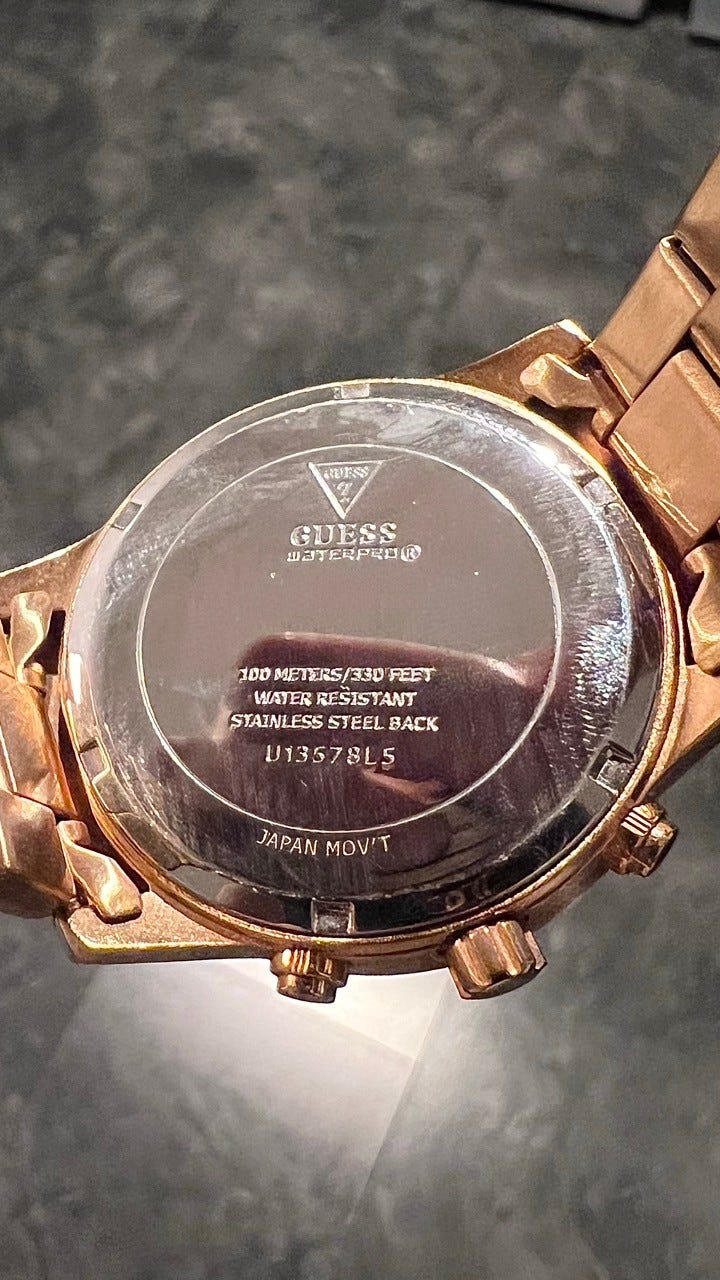 GUESS
?
GUESS
WATERPRO®
100 METERS/330 FEET
WATER RESISTANT
STAINLESS STEEL BACK
U13578L5
JAPAN MOV'T